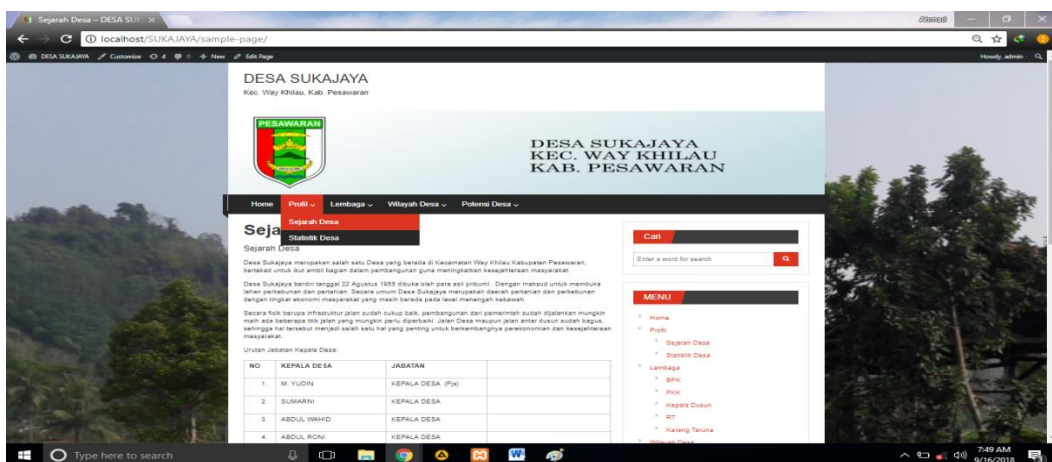 Sejarah Desa – DESA SU
Ahmad
localhost/SUKAJAYA/sample-page/
DESA SUKAJAYA Customize 4 0 New Edit Page Howdy, admin
DESA SUKAJAYA
Kec. Way Khilau, Kab. Pesawaran
PESAWARAN
DESA SUKAJAYA
KEC. WAY KHILAU
KAB. PESAWARAN
Home Profil Lembaga Wilayah Desa Potensi Desa
Sejarah Desa
Statistik Desa
Seja
Sejarah Desa
Desa Sukajaya merupakan salah satu Desa yang berada di Kecamatan Way Khilau Kabupaten Pesawaran,
bertekad untuk ikut ambil bagian dalam pembangunan guna meningkatkan kesejahteraan masyarakat.
Desa Sukajaya berdiri tanggal 22 Agustus 1955 dibuka oleh para asli pribumi . Dengan maksud untuk membuka
lahan perkebunan dan pertanian. Secara umum Desa Sukajaya merupakan daerah pertanian dan perkebunan
dengan tingkat ekonomi masyarakat yang masih berada pada level menengah kebawah.
Secara fisik berupa infrastuktur jalan sudah cukup baik, pembangunan dari pemerintah sudah dijalankan mungkin
maih ada beberapa titik jalan yang mungkin perlu diperbaiki. Jalan Desa maupun jalan antar dusun sudah bagus,
sehingga hal tersebut menjadi salah satu hal yang penting untuk berkembangnya perekonomian dan kesejahteraan
masyarakat.
Urutan Jabatan Kepala Desa:
NO KEPALA DESA JABATAN
1. M. YUDIN KEPALA DESA (Pjs)
2. SUMARNI KEPALA DESA
3. ABDUL WAHID KEPALA DESA
4. ABDUL RONI KEPALA DESA
Cari
Enter a word for search
MENU
Home
Profil
Sejarah Desa
Statistik Desa
Lembaga
BPK
PKK
Kepala Dusun
RT
Karang Taruna
Wilayah Desa
Type here to search
7:49 AM
9/16/2018